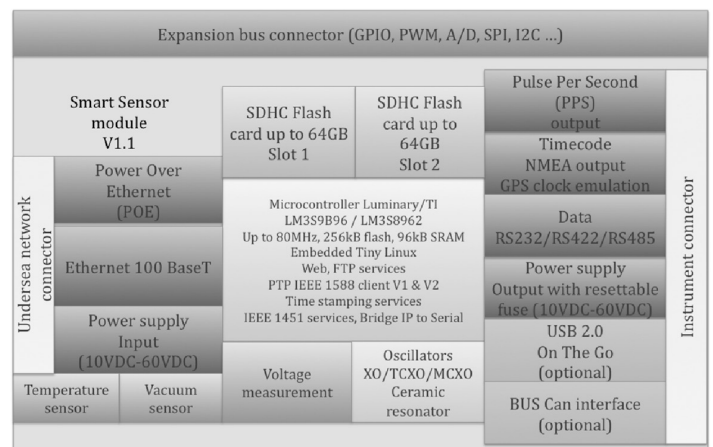 Expansion bus connector (GPIO, PWM, A/D, SPI, I2C ...)
Smart Sensor
module
V1.1
SDHC Flash
card up to 64GB
Slot 1
SDHC Flash
card up to
64GB
Slot 2
Pulse Per Second
(PPS)
output
Timecode
NMEA output
GPS clock emulation
Data
RS232/RS422/RS485
Power supply
Output with resettable
fuse (10VDC-60VDC)
USB 2.0
On The Go
(optional)
BUS Can interface
(optional)
Instrument connector
Undersea network
connector
Power Over
Ethernet
(POE)
Ethernet 100 BaseT
Power supply
Input
(10VDC-60VDC)
Microcontroller Luminary/TI
LM3S9B96 / LM3S8962
Up to 80MHz, 256kB flash, 96kB SRAM
Embedded Tiny Linux
Web, FTP services
PTP IEEE 1588 client V1 & V2
Time stamping services
IEEE 1451 services, Bridge IP to Serial
Temperature
sensor
Vacuum
sensor
Voltage
measurement
Oscillators
XO/TCXO/MCXO
Ceramic
resonator